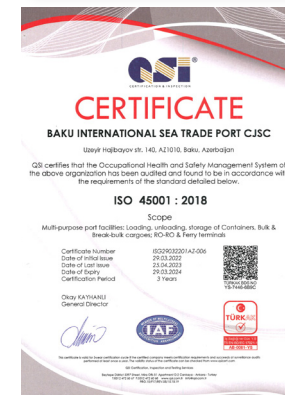 QSI
CERTIFICATION & INSPECTION
CERTIFICATE
BAKU INTERNATIONAL SEA TRADE PORT CJSC
Uzeyir Hajibayov str. 140, AZ1010, Baku, Azerbaijan
QSI certifies that the Occupational Health and Safety Management System of
the above organization has been audited and found to be in accordance with
the requirements of the standard detailed below.
ISO 45001 : 2018
Scope
Multi-purpose port facilities: Loading, unloading, storage of Containers, Bulk &
Break-bulk cargoes; RO-RO & Ferry terminals
Certificate Number ISG29032201AZ-006
Date of Initial Issue 29.03.2022
Date of Last Issue 25.04.2023
Date of Expiry 29.03.2024
Certification Period 3 Years
Okay KAYHANLI
General Director
IAF
TÜRKAK